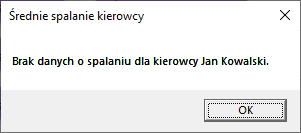 Średnie spalanie kierowcy
Brak danych o spalaniu dla kierowcy Jan Kowalski.
OK